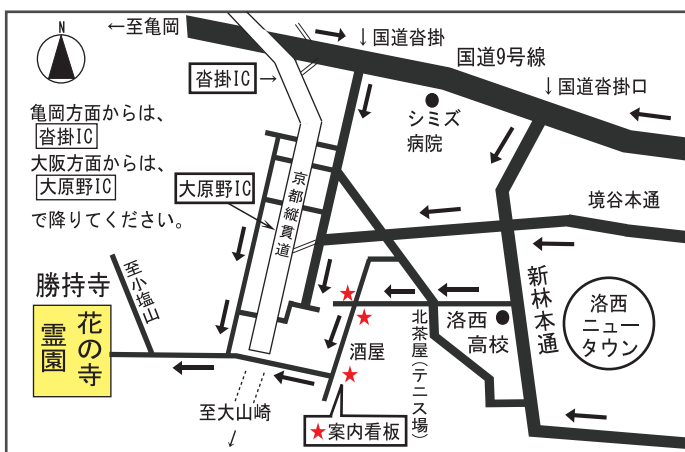 ←至亀岡
↓国道沓掛
国道9号線
↓国道沓掛口
沓掛IC
→
亀岡方面からは、
沓掛IC
大阪方面からは、
大原野IC
で降りてください。
シミズ
病院
大原野IC
京都縦貫道
境谷本通
至小塩山
勝持寺
花の寺
霊園
新林本通
洛西
ニュー
タウン
洛西
高校
北茶屋(テニス場)
酒屋
至大山崎
↓
★案内看板